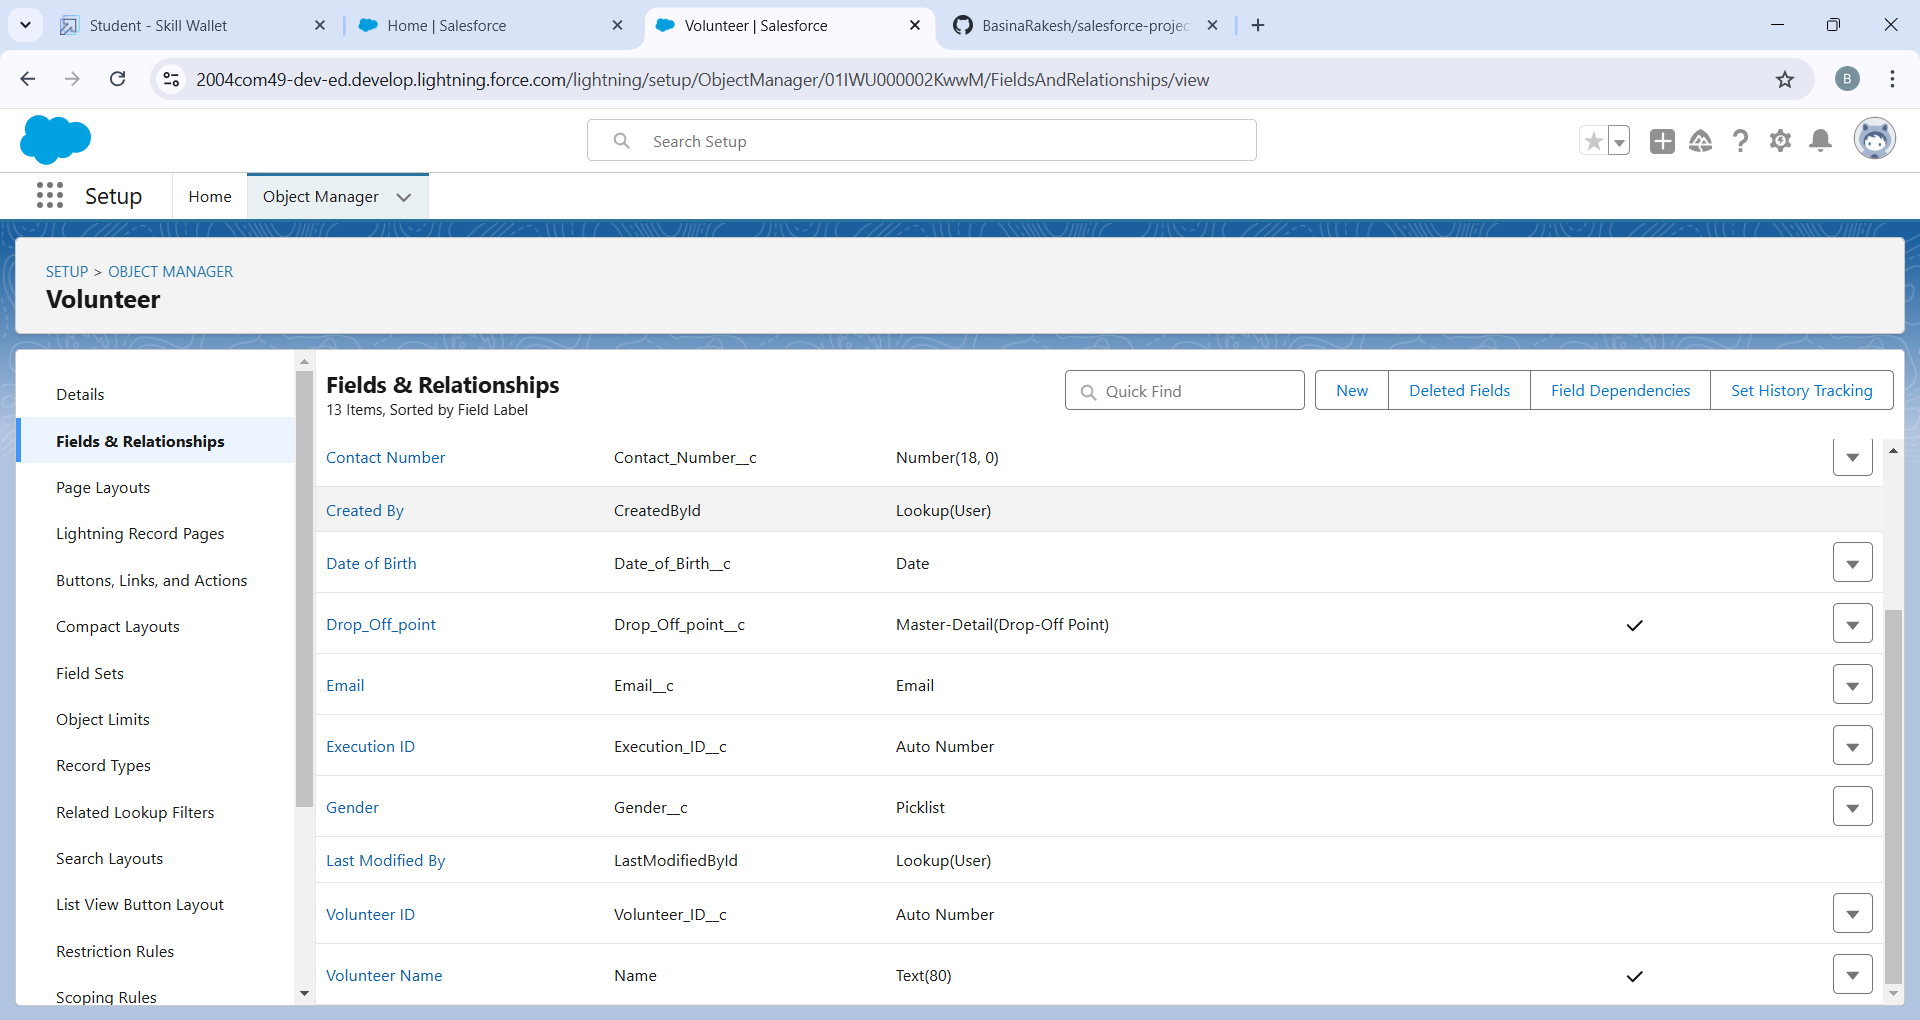 Student - Skill Wallet
Home | Salesforce
Volunteer | Salesforce
BasinaRakesh/salesforce-projec
2004com49-dev-ed.develop.lightning.force.com/lightning/setup/ObjectManager/01IWU000002KwwM/FieldsAndRelationships/view
B
Search Setup
Setup
Home
Object Manager
SETUP > OBJECT MANAGER
Volunteer
Details
Fields & Relationships
Page Layouts
Lightning Record Pages
Buttons, Links, and Actions
Compact Layouts
Field Sets
Object Limits
Record Types
Related Lookup Filters
Search Layouts
List View Button Layout
Restriction Rules
Scoping Rules
Fields & Relationships
13 Items, Sorted by Field Label
Quick Find
New
Deleted Fields
Field Dependencies
Set History Tracking
Contact Number Contact_Number__c Number(18, 0)
Created By CreatedById Lookup(User)
Date of Birth Date_of_Birth__c Date
Drop_Off_point Drop_Off_point__c Master-Detail(Drop-Off Point)
Email Email__c Email
Execution ID Execution_ID__c Auto Number
Gender Gender__c Picklist
Last Modified By LastModifiedById Lookup(User)
Volunteer ID Volunteer_ID__c Auto Number
Volunteer Name Name Text(80)